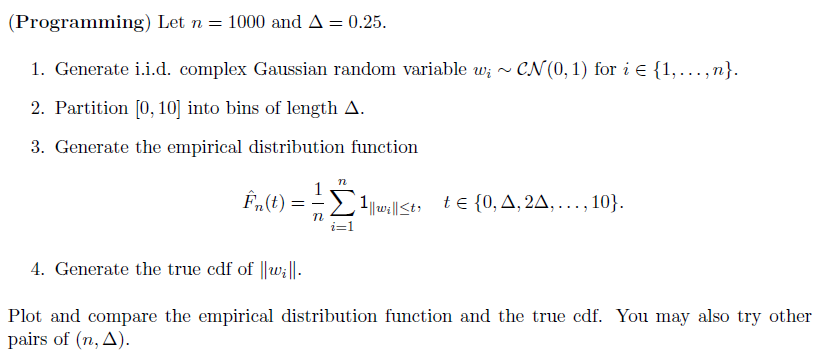 (Programming) Let n = 1000 and Δ = 0.25.
1. Generate i.i.d. complex Gaussian random variable w_i ∼ 𝒞𝒩(0, 1) for i ∈ {1, . . . , n}.
2. Partition [0, 10] into bins of length Δ.
3. Generate the empirical distribution function
F̂_n(t) = \frac{1}{n} \sum_{i=1}^{n} 1_{‖w_i‖≤t}, t ∈ {0, Δ, 2Δ, . . . , 10}.
4. Generate the true cdf of ‖w_i‖.
Plot and compare the empirical distribution function and the true cdf. You may also try other
pairs of (n, Δ).